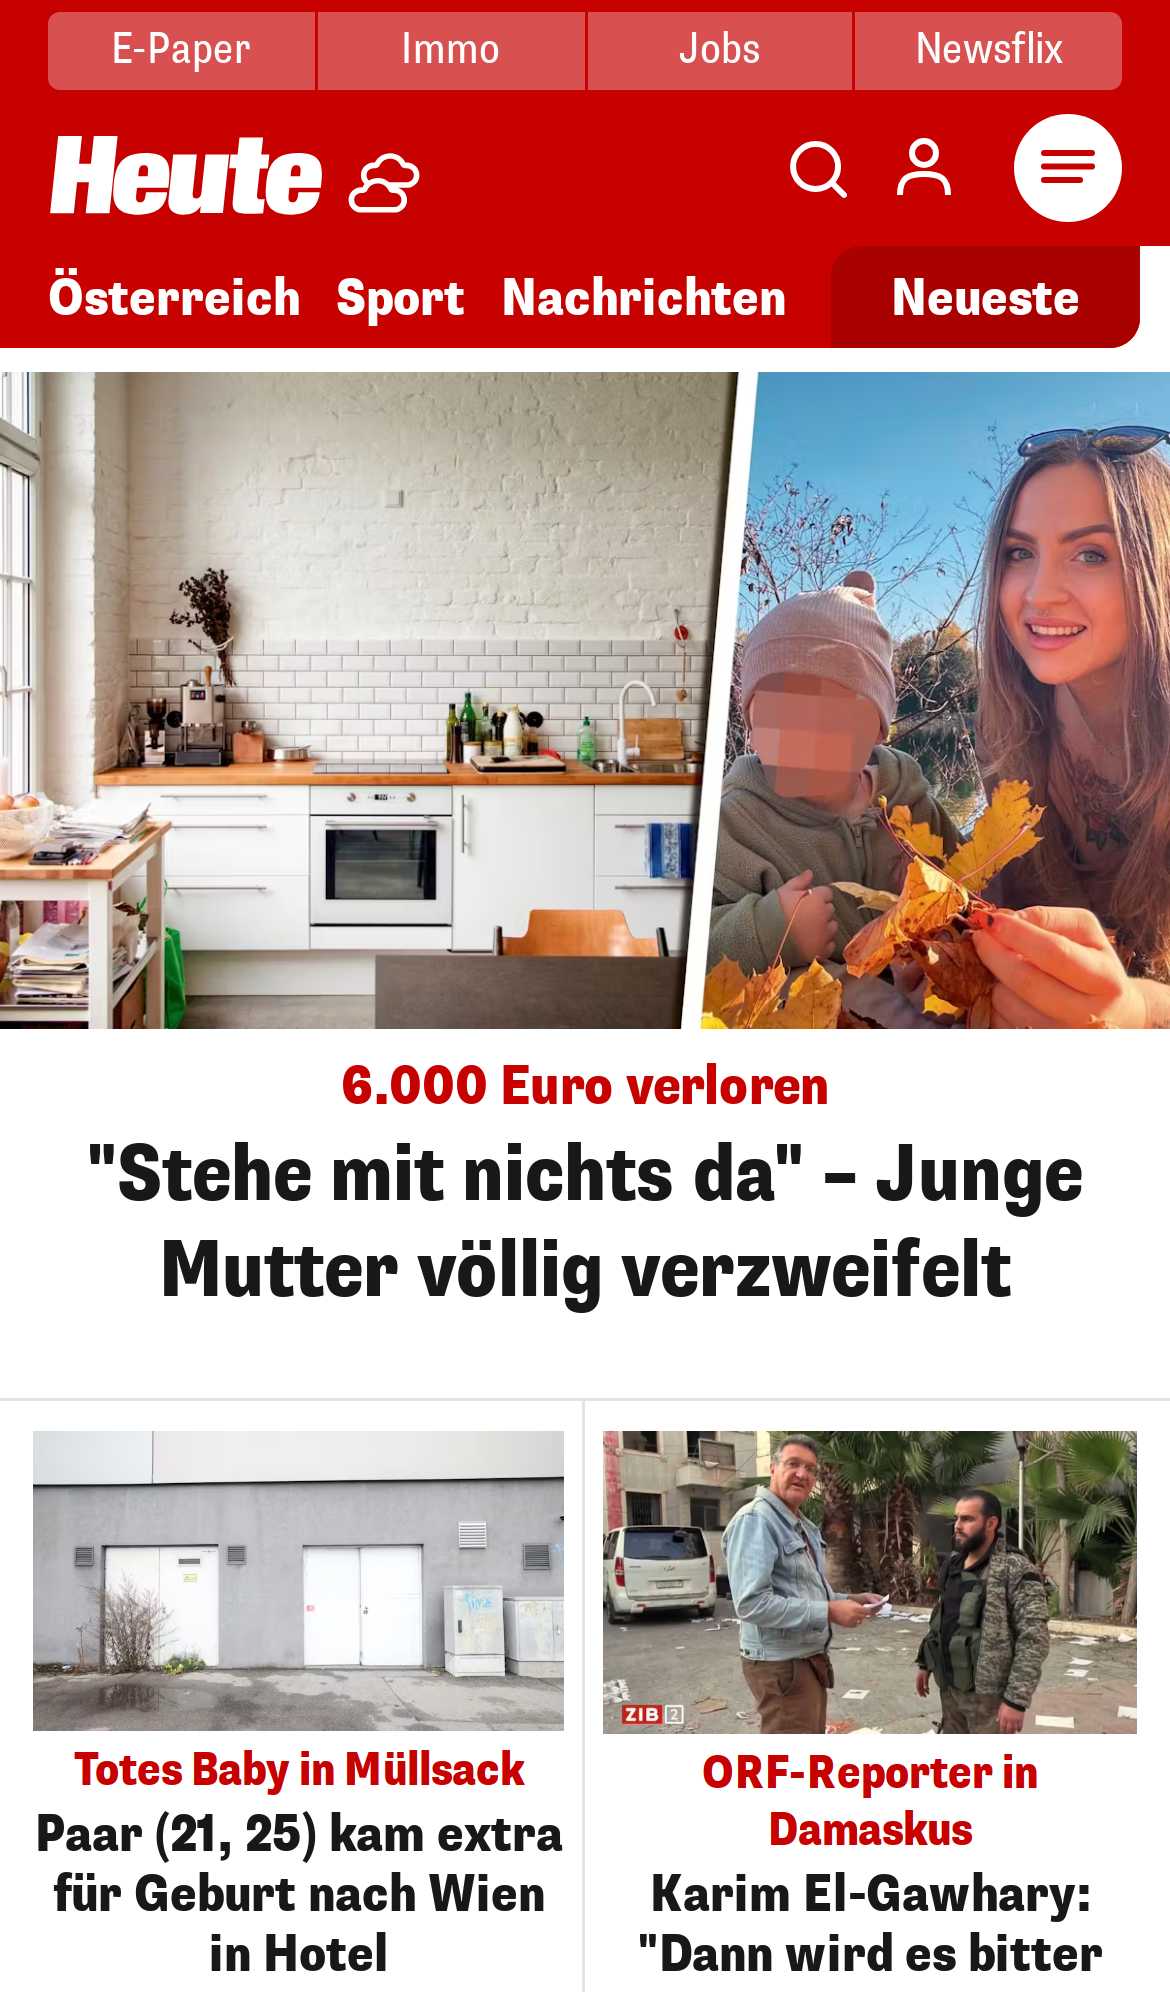 E-Paper
Immo
Jobs
Newsflix
Heute
Österreich
Sport
Nachrichten
Neueste
6.000 Euro verloren
"Stehe mit nichts da" – Junge
Mutter völlig verzweifelt
Totes Baby in Müllsack
Paar (21, 25) kam extra
für Geburt nach Wien
in Hotel
ZIB 2
ORF-Reporter in
Damaskus
Karim El-Gawhary:
"Dann wird es bitter